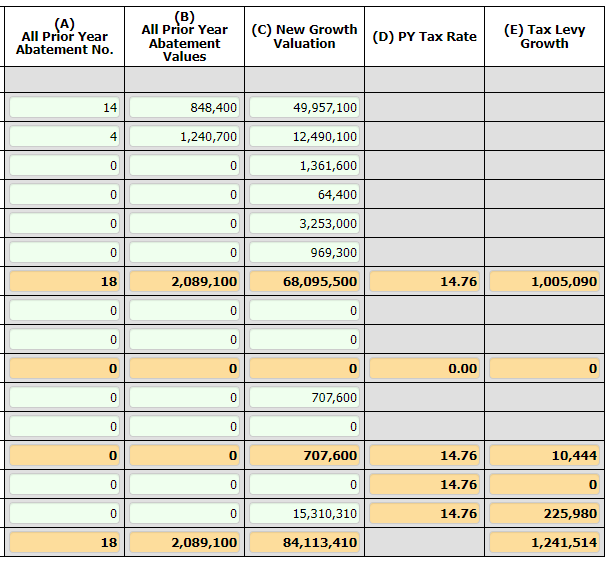 (A)
All Prior Year
Abatement No.
(B)
All Prior Year
Abatement
Values
(C) New Growth
Valuation
(D) PY Tax Rate
(E) Tax Levy
Growth
14 848,400 49,957,100
4 1,240,700 12,490,100
0 0 1,361,600
0 0 64,400
0 0 3,253,000
0 0 969,300
18 2,089,100 68,095,500 14.76 1,005,090
0 0 0
0 0 0
0 0 0 0.00 0
0 0 707,600
0 0 0
0 0 707,600 14.76 10,444
0 0 0 14.76 0
0 0 15,310,310 14.76 225,980
18 2,089,100 84,113,410 1,241,514